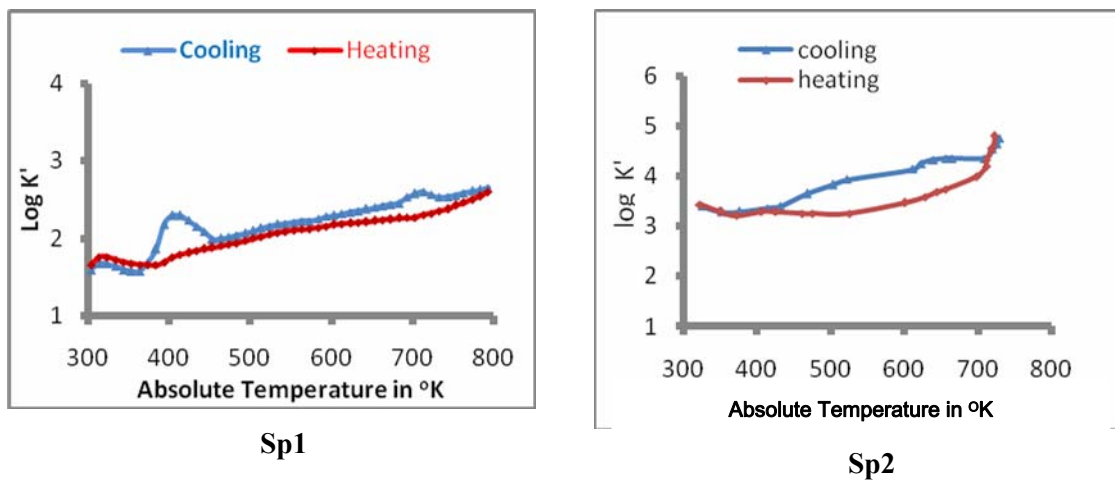 Cooling Heating
4
3
2
1
Log K'
300 400 500 600 700 800
Absolute Temperature in °K
Sp1
cooling
heating
6
5
4
3
2
1
log K'
300 400 500 600 700 800
Absolute Temperature in ᴼK
Sp2